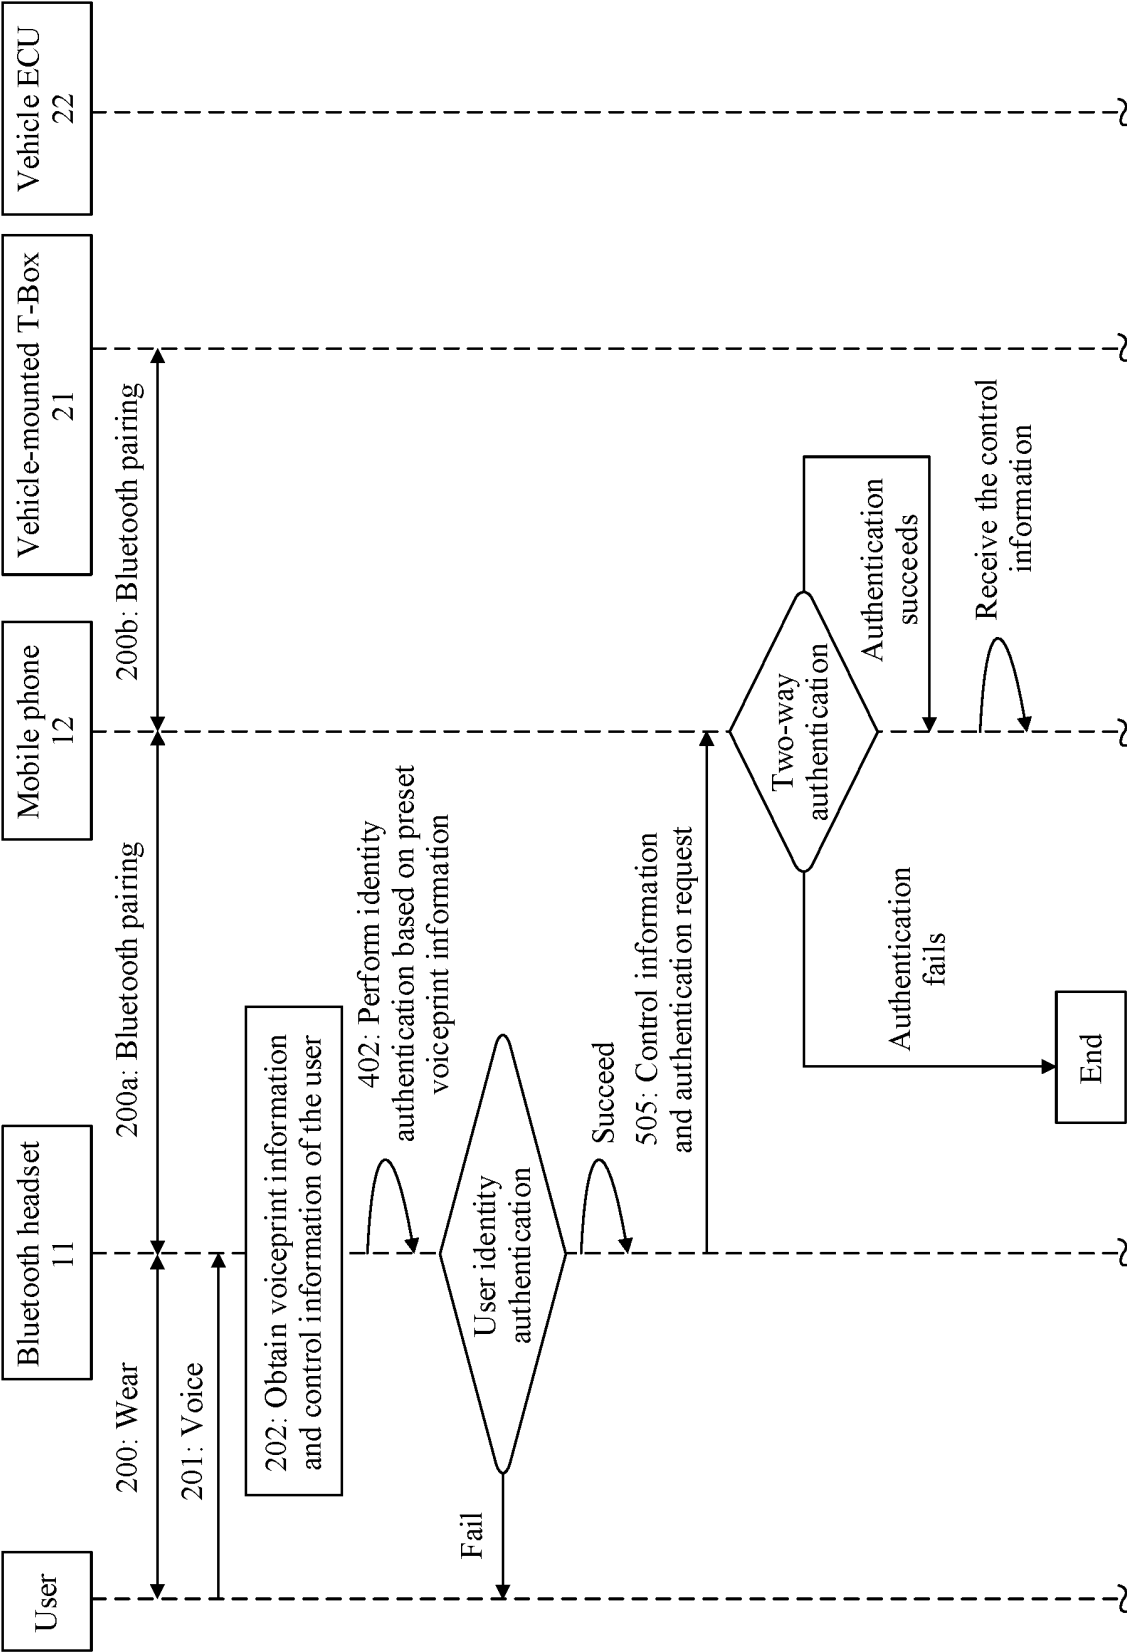 User
Bluetooth headset
11
Mobile phone
12
Vehicle-mounted T-Box
21
Vehicle ECU
22
200: Wear
200a: Bluetooth pairing
200b: Bluetooth pairing
201: Voice
202: Obtain voiceprint information
and control information of the user
402: Perform identity
authentication based on preset
voiceprint information
User identity
authentication
Fail
Succeed
505: Control information
and authentication request
Two-way
authentication
Authentication
succeeds
Authentication
fails
Receive the control
information
End